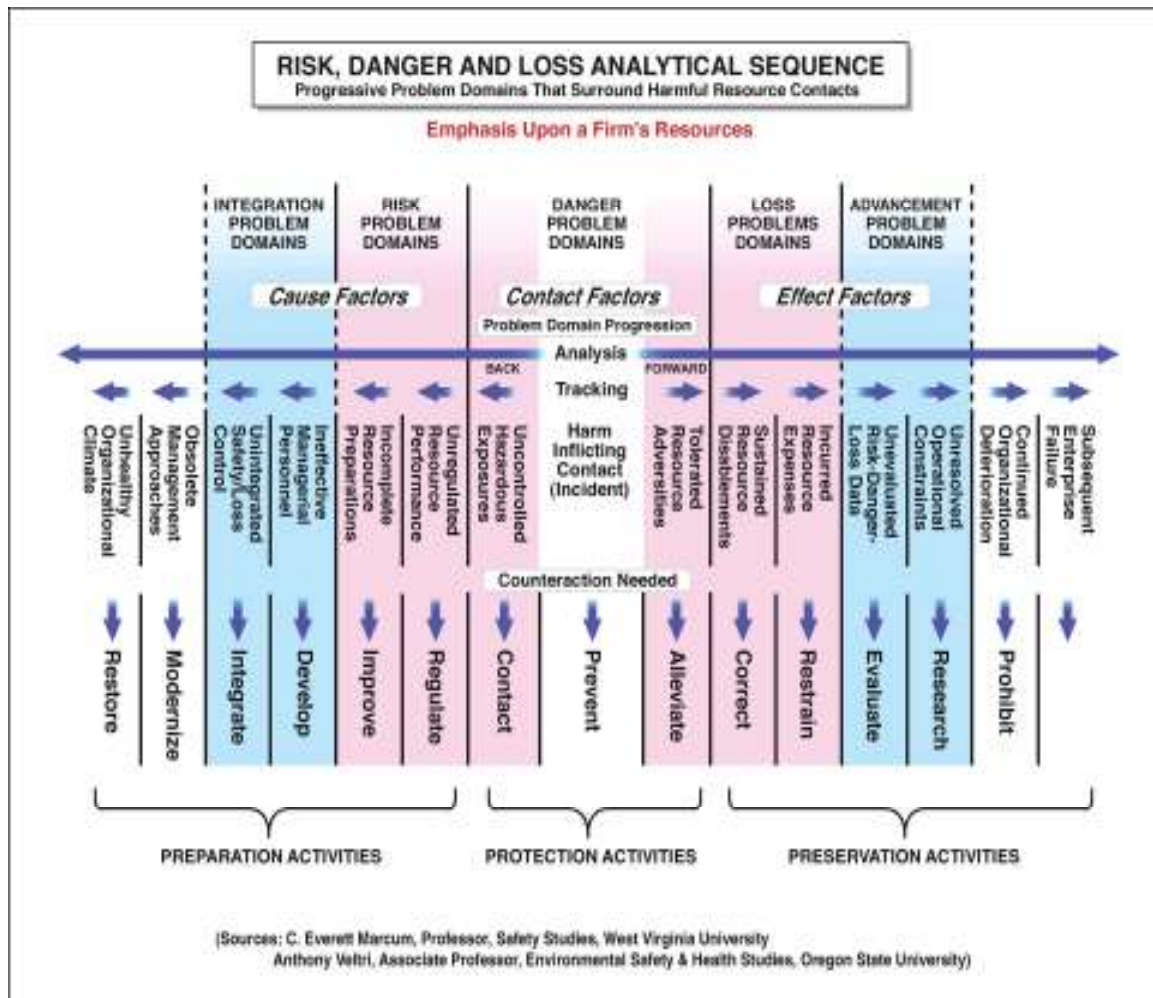 RISK, DANGER AND LOSS ANALYTICAL SEQUENCE
Progressive Problem Domains That Surround Harmful Resource Contacts
Emphasis Upon a Firm's Resources
INTEGRATION
PROBLEM
DOMAINS
RISK
PROBLEM
DOMAINS
DANGER
PROBLEM
DOMAINS
LOSS
PROBLEMS
DOMAINS
ADVANCEMENT
PROBLEM
DOMAINS
Cause Factors
Contact Factors
Effect Factors
Problem Domain Progression
Analysis
BACK
FORWARD
Tracking
Unhealthy
Organizational
Climate
Obsolete
Management
Approaches
Unintegrated
Safety/Loss
Control
Ineffective
Managerial
Personnel
Incomplete
Resource
Preparations
Unregulated
Resource
Performance
Uncontrolled
Hazardous
Exposures
Harm
Inflicting
Contact
(Incident)
Tolerated
Resource
Adversities
Sustained
Resource
Disablements
Incurred
Resource
Expenses
Unevaluated
Risk-Danger-
Loss Data
Unresolved
Operational
Constraints
Continued
Organizational
Deferioration
Subsequent
Enterprise
Failure
Counteraction Needed
Restore
Modernize
Integrate
Develop
Improve
Regulate
Contact
Prevent
Alleviate
Correct
Restrain
Evaluate
Research
Prohibit
PREPARATION ACTIVITIES
PROTECTION ACTIVITIES
PRESERVATION ACTIVITIES
(Sources: C. Everett Marcum, Professor, Safety Studies, West Virginia University
Anthony Veltri, Associate Professor, Environmental Safety & Health Studies, Oregon State University)